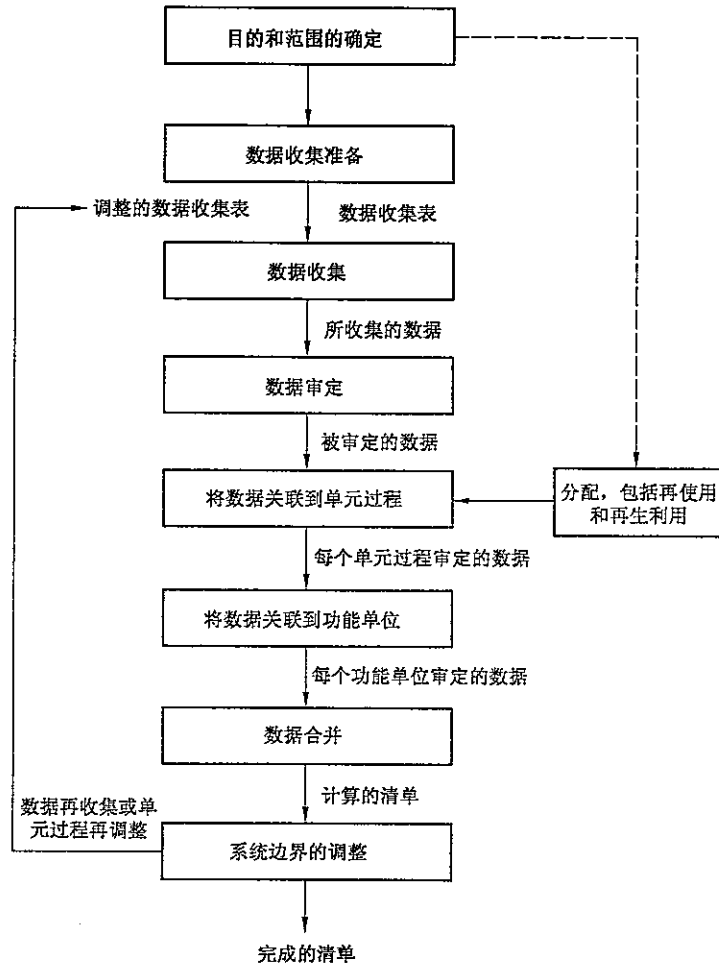 目的和范围的确定
数据收集准备
调整的数据收集表
数据收集表
数据收集
所收集的数据
数据审定
被审定的数据
将数据关联到单元过程
分配，包括再使用
和再生利用
每个单元过程审定的数据
将数据关联到功能单位
每个功能单位审定的数据
数据合并
计算的清单
数据再收集或单
元过程再调整
系统边界的调整
完成的清单